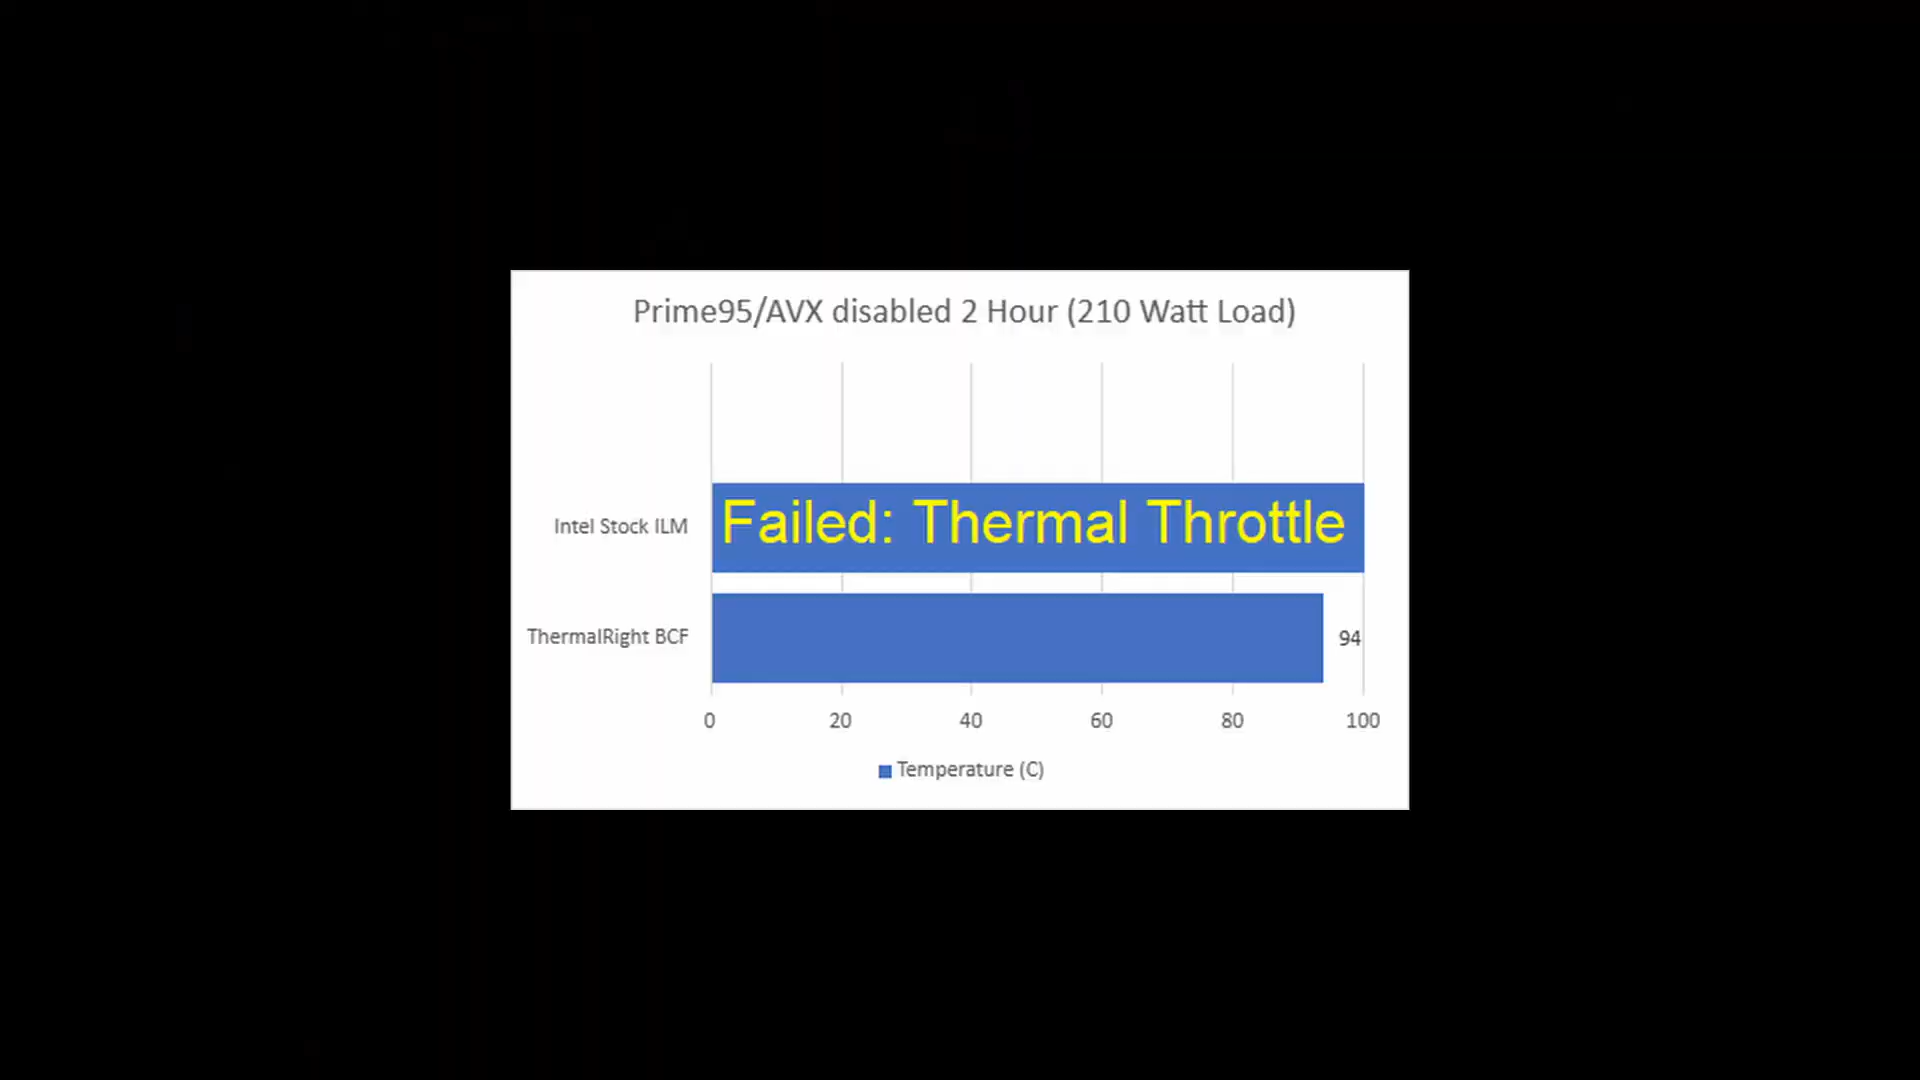 Prime95/AVX disabled 2 Hour (210 Watt Load)
Intel Stock ILM
Failed: Thermal Throttle
ThermalRight BCF
94
0 20 40 60 80 100
Temperature (C)